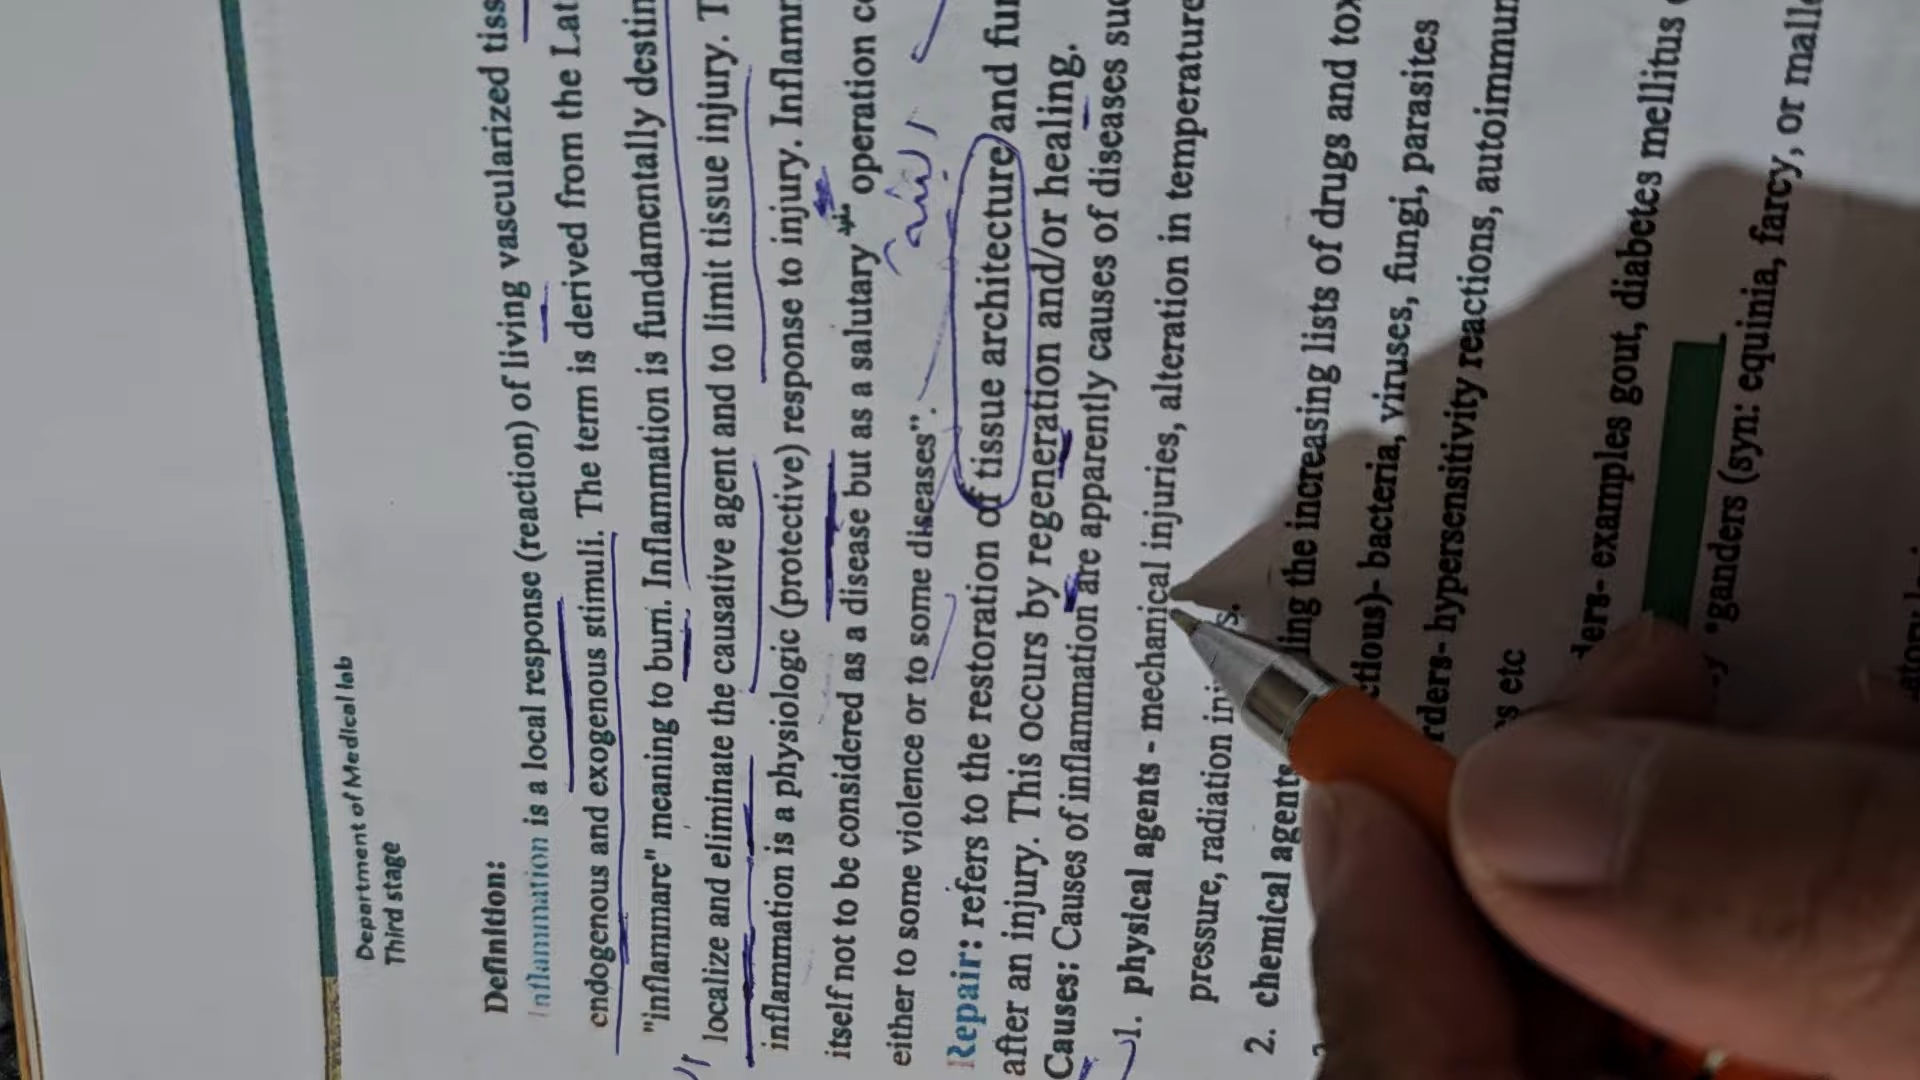 Department of Medical lab
Third stage
Definition:
Inflammation is a local response (reaction) of living vascularized tiss
endogenous and exogenous stimuli. The term is derived from the Lat
"inflammare" meaning to burn. Inflammation is fundamentally destin
localize and eliminate the causative agent and to limit tissue injury. T
inflammation is a physiologic (protective) response to injury. Inflamm
itself not to be considered as a disease but as a salutary operation co
either to some violence or to some diseases".
Repair: refers to the restoration of tissue architecture and fun
after an injury. This occurs by regeneration and/or healing.
Causes: Causes of inflammation are apparently causes of diseases suc
1. physical agents - mechanical injuries, alteration in temperature
pressure, radiation inj s.
2. chemical agents ing the increasing lists of drugs and tox
ctious)- bacteria, viruses, fungi, parasites
rders- hypersensitivity reactions, autoimmun
s etc
ders- examples gout, diabetes mellitus
y "ganders (syn: equinia, farcy, or malle